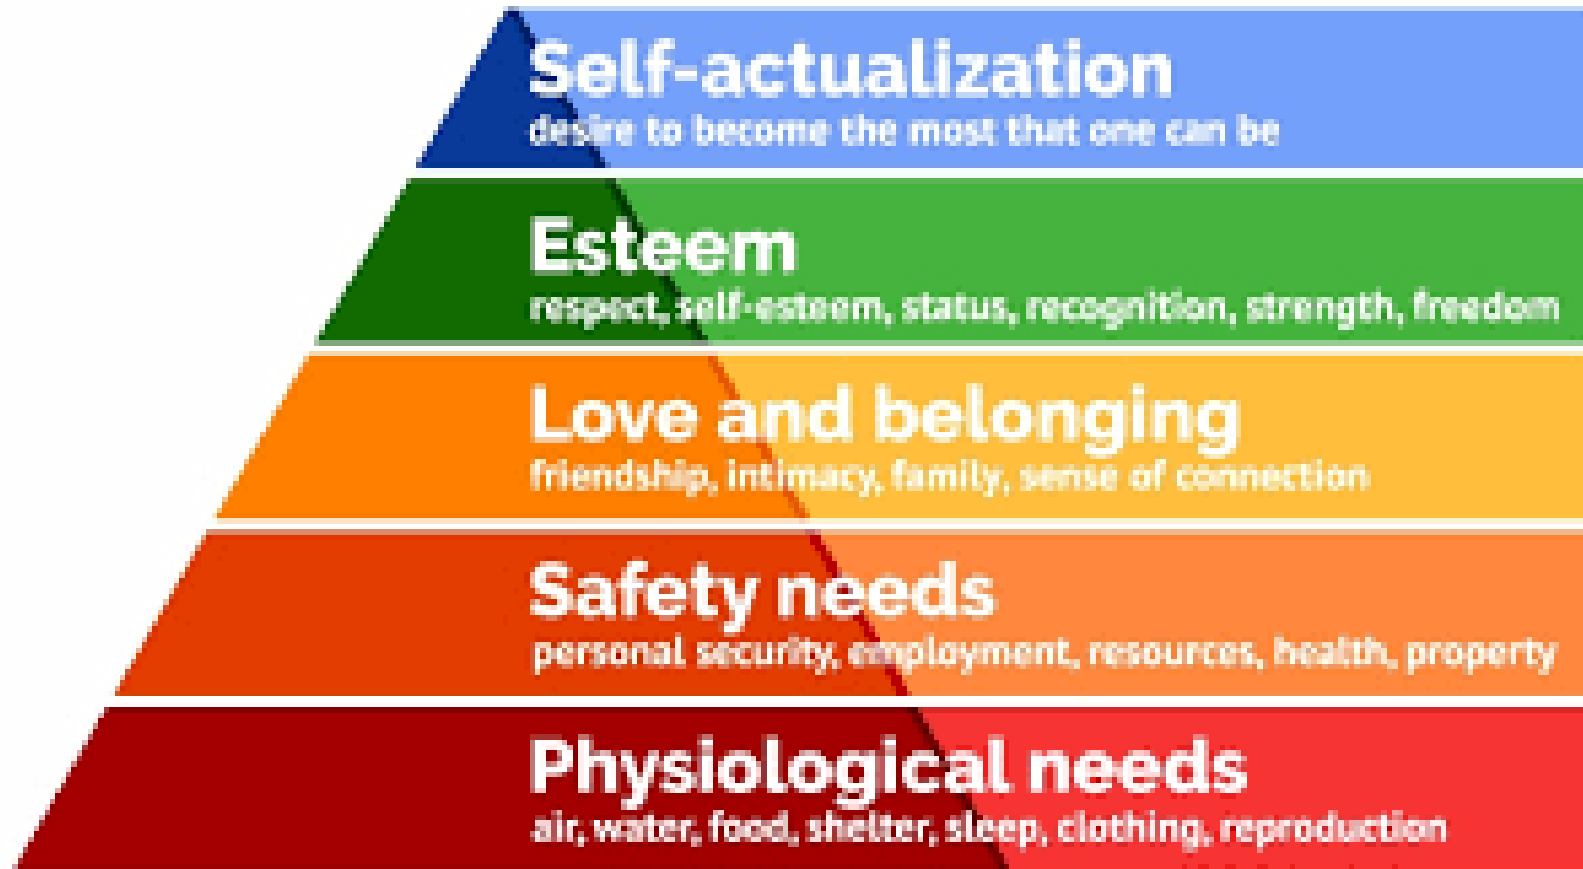 Self-actualization
desire to become the most that one can be
Esteem
respect, self-esteem, status, recognition, strength, freedom
Love and belonging
friendship, intimacy, family, sense of connection
Safety needs
personal security, employment, resources, health, property
Physiological needs
air, water, food, shelter, sleep, clothing, reproduction